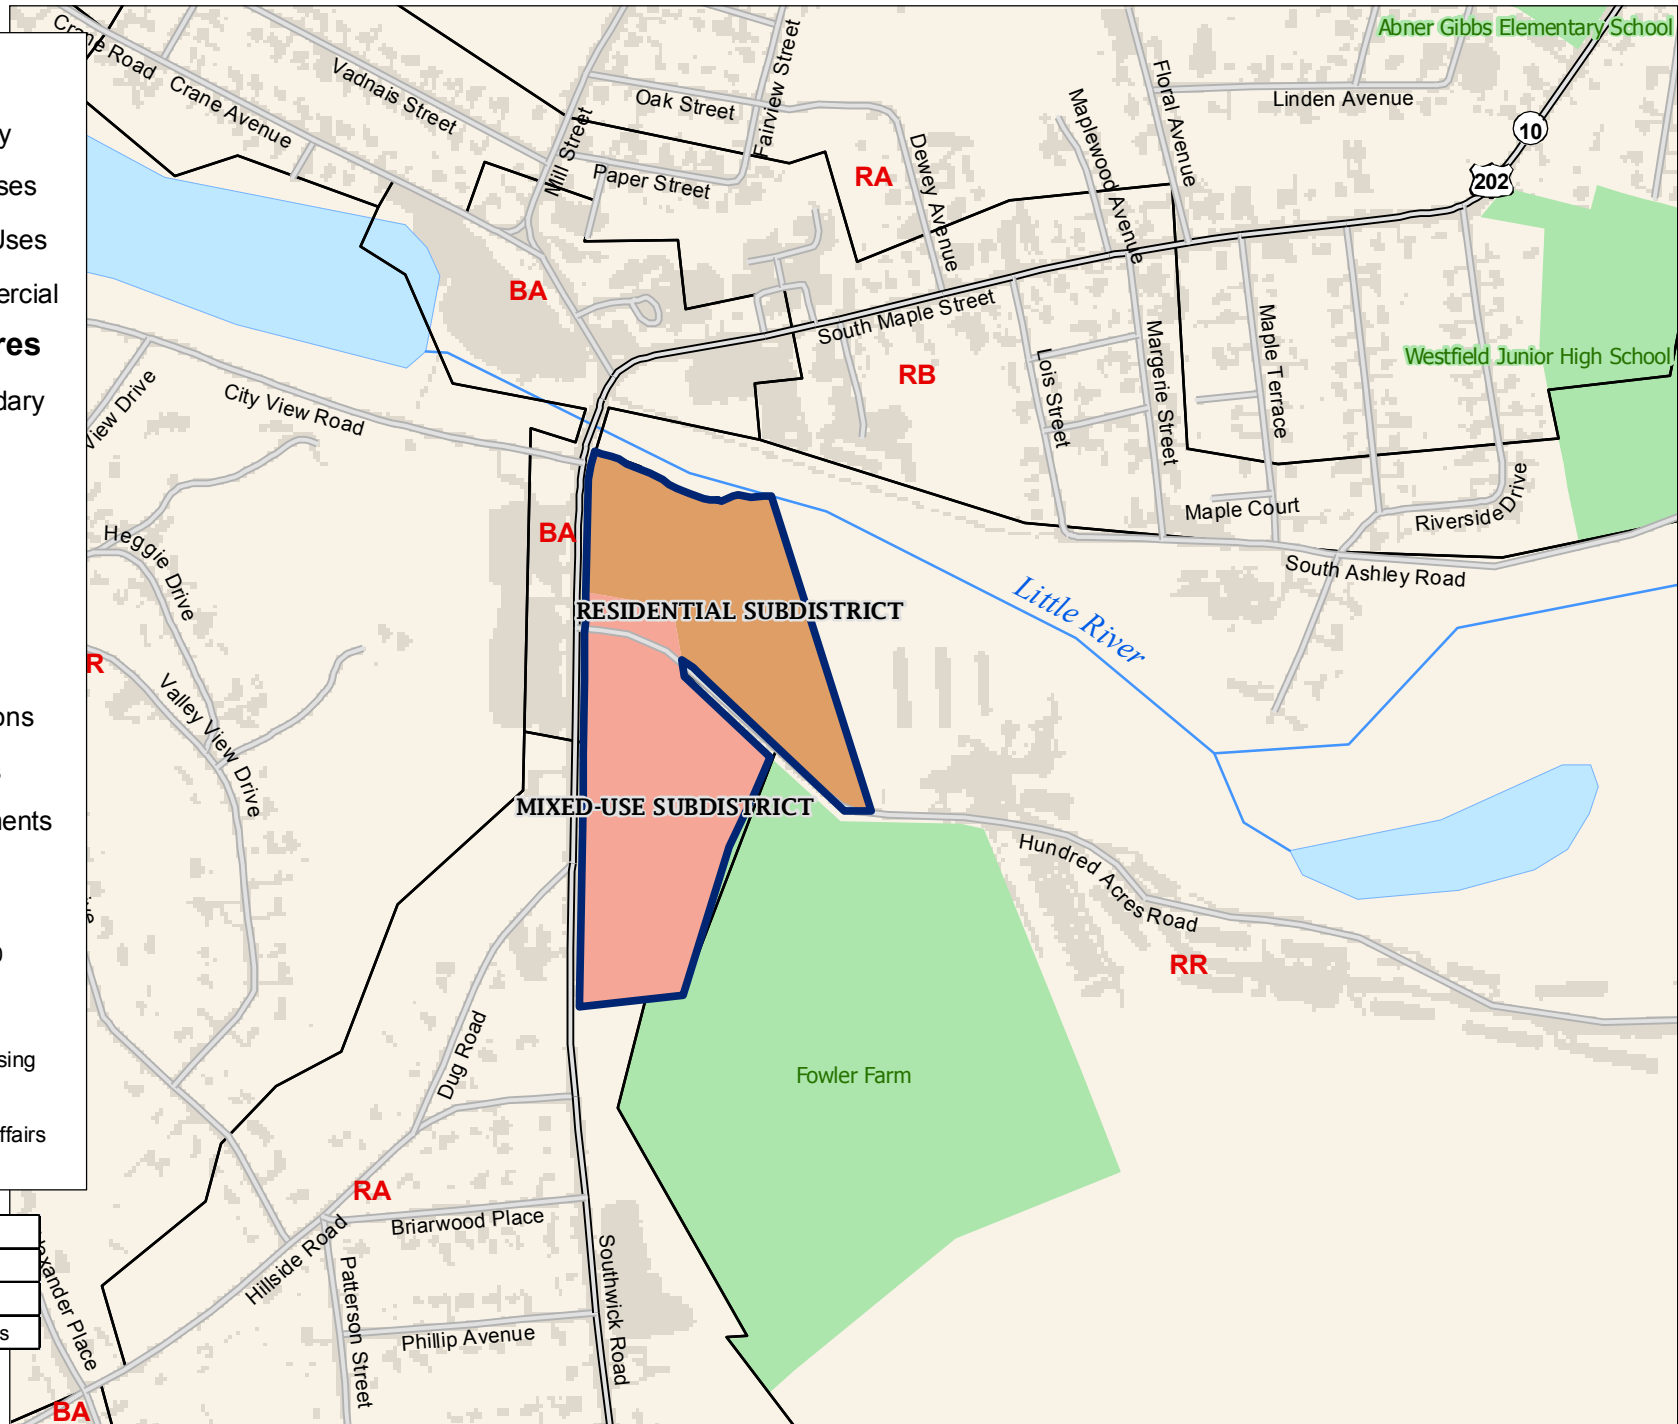 Abner Gibbs Elementary School
Crane Road
Crane Avenue
Vadnais Street
Mill Street
Oak Street
Fairview Street
Paper Street
Dewey Avenue
Maplewood Avenue
Floral Avenue
Linden Avenue
10
202
RA
BA
South Maple Street
RB
Lois Street
Margerie Street
Maple Terrace
Westfield Junior High School
View Drive
City View Road
Heggie Drive
BA
Maple Court
Riverside Drive
South Ashley Road
Little River
RESIDENTIAL SUBDISTRICT
R
Valley View Drive
MIXED-USE SUBDISTRICT
Hundred Acres Road
RR
Dug Road
Fowler Farm
RA
Briarwood Place
Hillside Road
Patterson Street
Phillip Avenue
Southwick Road
BA
y
ses
Uses
ercial
res
dary
ons
s
ents
sing
ffairs
s
xander Place